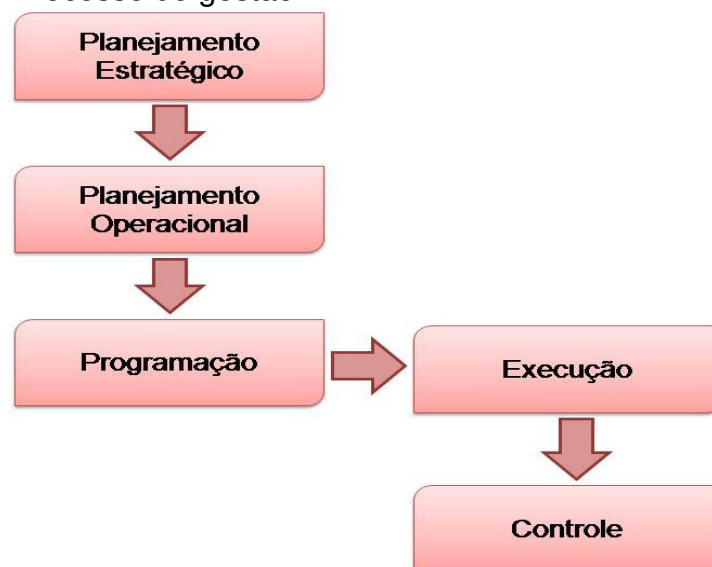 Planejamento
Estratégico
Planejamento
Operacional
Programação
Execução
Controle